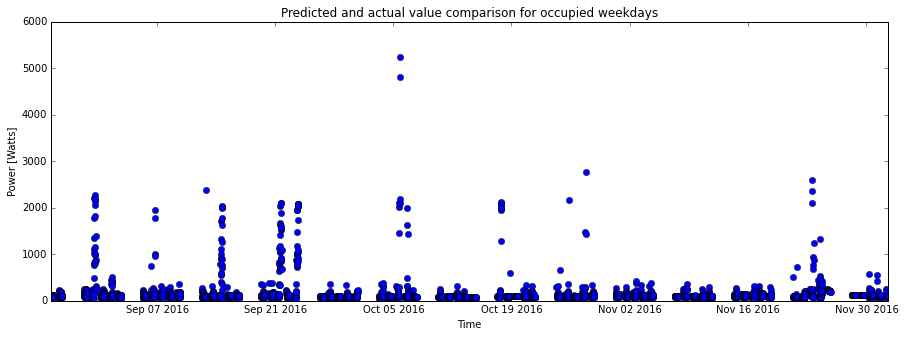 Predicted and actual value comparison for occupied weekdays
6000
5000
4000
3000
2000
1000
0
Power [Watts]
Sep 07 2016
Sep 21 2016
Oct 05 2016
Oct 19 2016
Nov 02 2016
Nov 16 2016
Nov 30 2016
Time